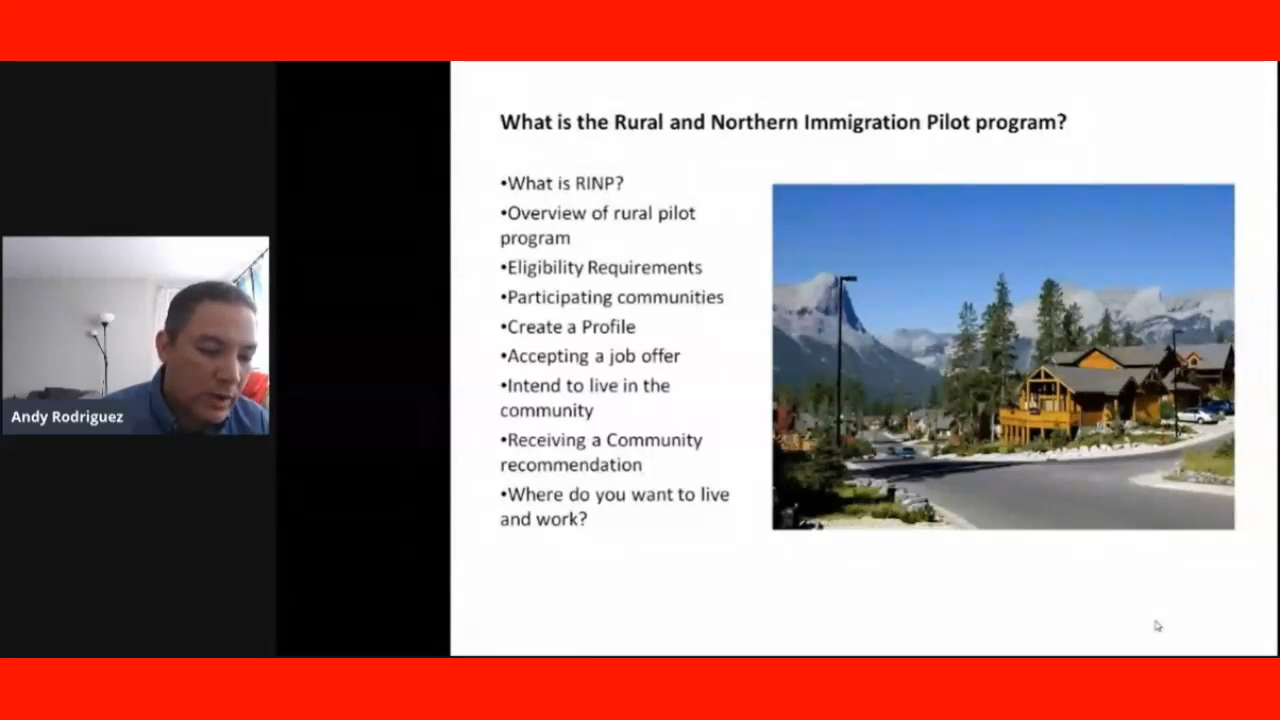 What is the Rural and Northern Immigration Pilot program?
•What is RINP?
•Overview of rural pilot
program
•Eligibility Requirements
•Participating communities
•Create a Profile
•Accepting a job offer
•Intend to live in the
community
•Receiving a Community
recommendation
•Where do you want to live
and work?
Andy Rodriguez